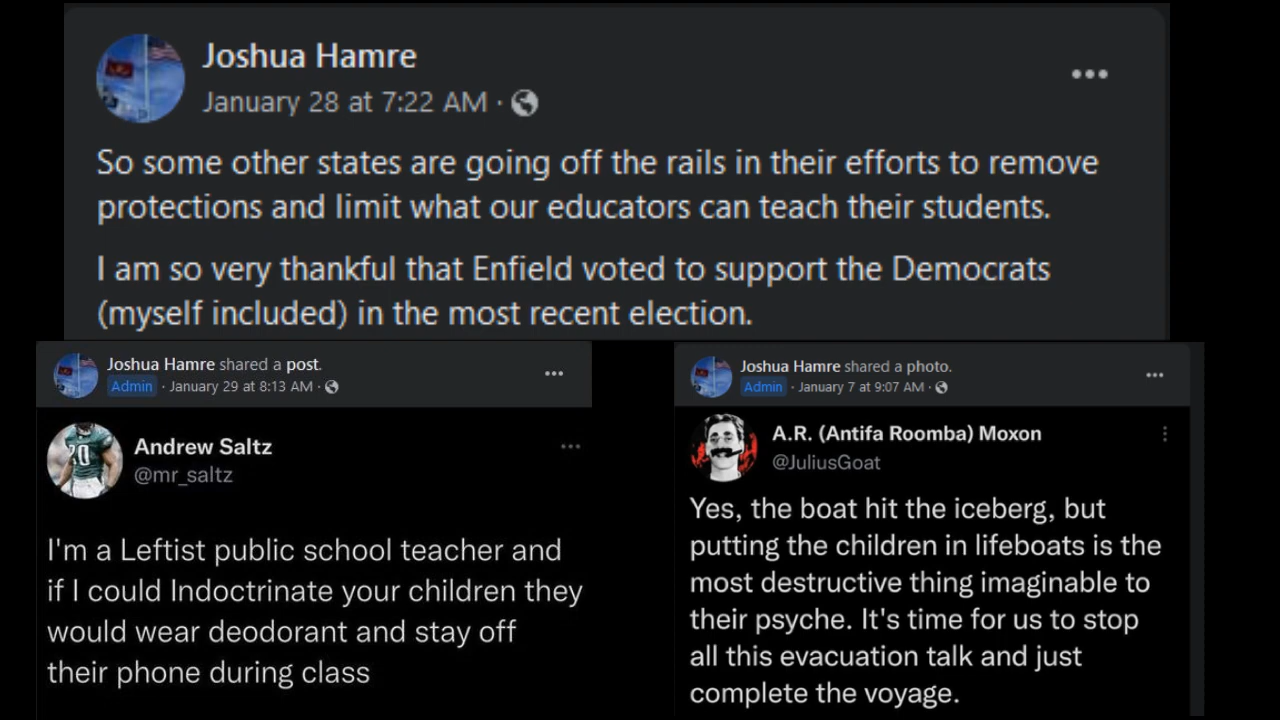 Joshua Hamre
January 28 at 7:22 AM ·
So some other states are going off the rails in their efforts to remove
protections and limit what our educators can teach their students.
I am so very thankful that Enfield voted to support the Democrats
(myself included) in the most recent election.
Joshua Hamre shared a post.
Admin · January 29 at 8:13 AM ·
Andrew Saltz
@mr_saltz
20
I'm a Leftist public school teacher and
if I could Indoctrinate your children they
would wear deodorant and stay off
their phone during class
Joshua Hamre shared a photo.
Admin · January 7 at 9:07 AM ·
A.R. (Antifa Roomba) Moxon
@JuliusGoat
Yes, the boat hit the iceberg, but
putting the children in lifeboats is the
most destructive thing imaginable to
their psyche. It's time for us to stop
all this evacuation talk and just
complete the voyage.